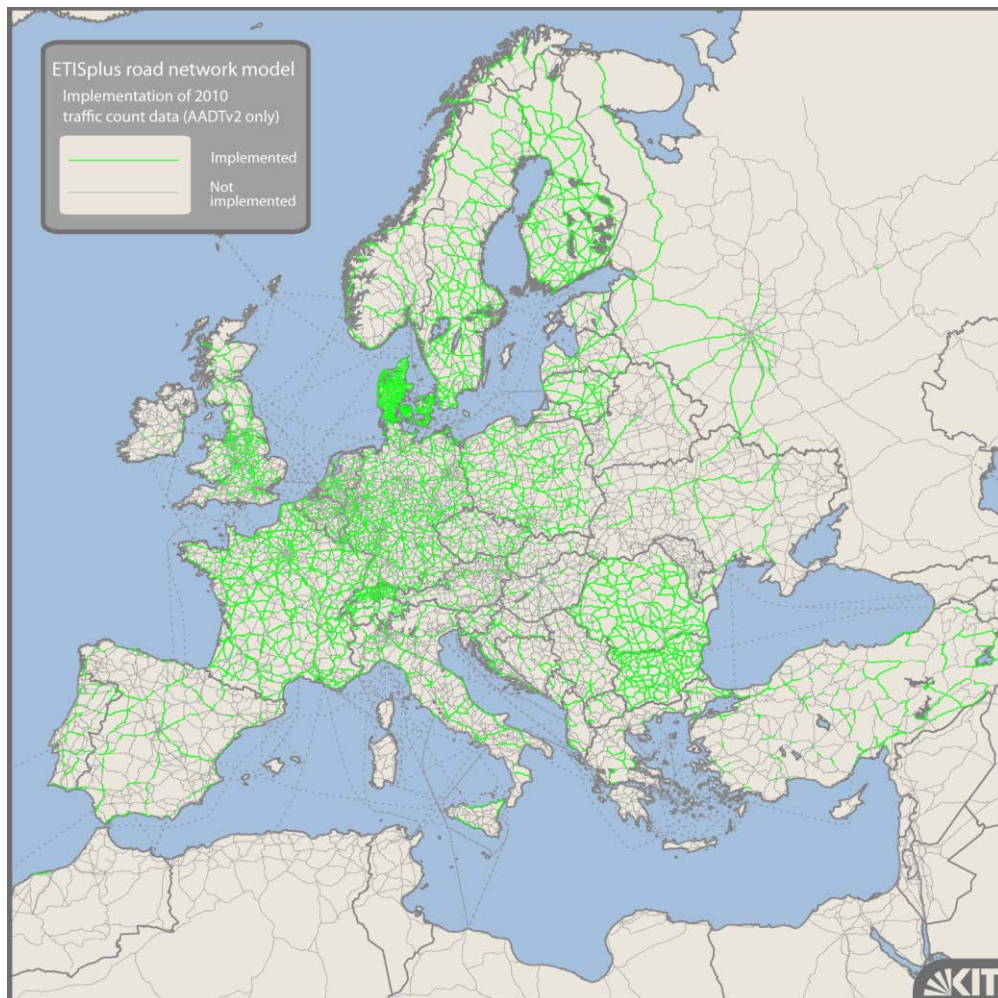 ETISplus road network model
Implementation of 2010
traffic count data (AADTv2 only)
Implemented
Not
implemented
KIT